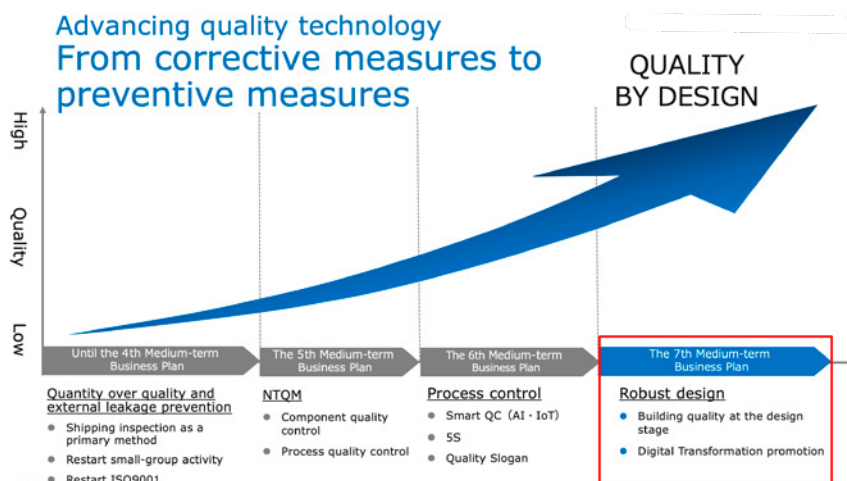 Advancing quality technology
From corrective measures to
preventive measures
QUALITY
BY DESIGN
High
Quality
Low
Until the 4th Medium-term
Business Plan
The 5th Medium-term
Business Plan
The 6th Medium-term
Business Plan
The 7th Medium-term
Business Plan
Quantity over quality and
external leakage prevention
● Shipping inspection as a
primary method
● Restart small-group activity
● Restart ISO9001
NTQM
● Component quality
control
● Process quality control
Process control
● Smart QC (AI・IoT)
● 5S
● Quality Slogan
Robust design
● Building quality at the design
stage
● Digital Transformation promotion